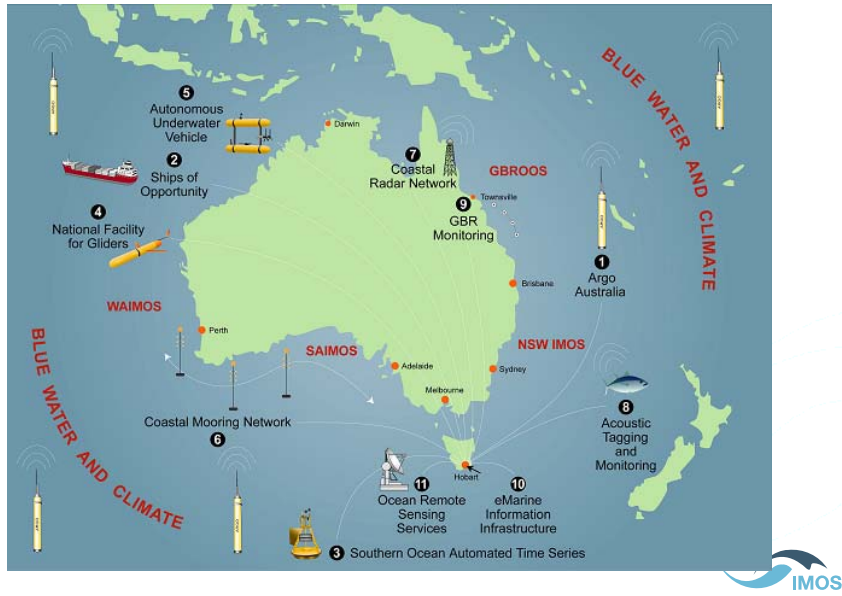 5
Autonomous
Underwater
Vehicle
Darwin
2
Ships of
Opportunity
4
National Facility
for Gliders
7
Coastal
Radar Network
GBROOS
9
GBR
Monitoring
Townsville
BLUE WATER AND CLIMATE
1
Argo
Australia
Brisbane
WAIMOS
Perth
SAIMOS
NSW IMOS
Adelaide
Sydney
Melbourne
BLUE WATER AND CLIMATE
Coastal Mooring Network
6
8
Acoustic
Tagging
and
Monitoring
Hobart
11
Ocean Remote
Sensing
Services
10
eMarine
Information
Infrastructure
3 Southern Ocean Automated Time Series
IMOS